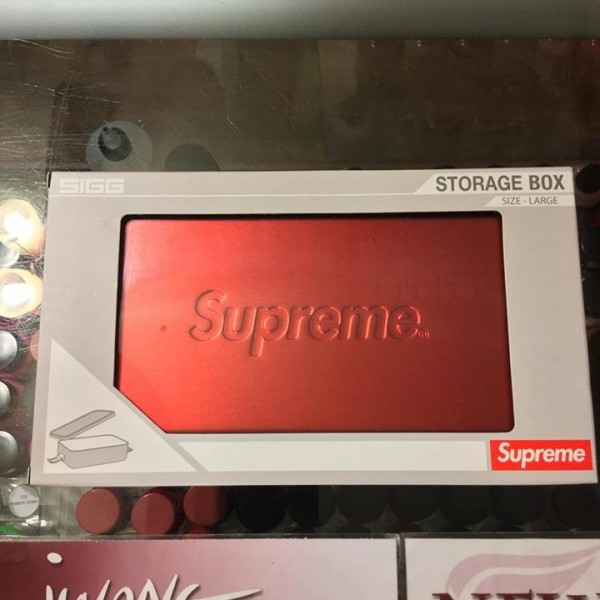 SIGG
STORAGE BOX
SIZE - LARGE
Supreme
Supreme